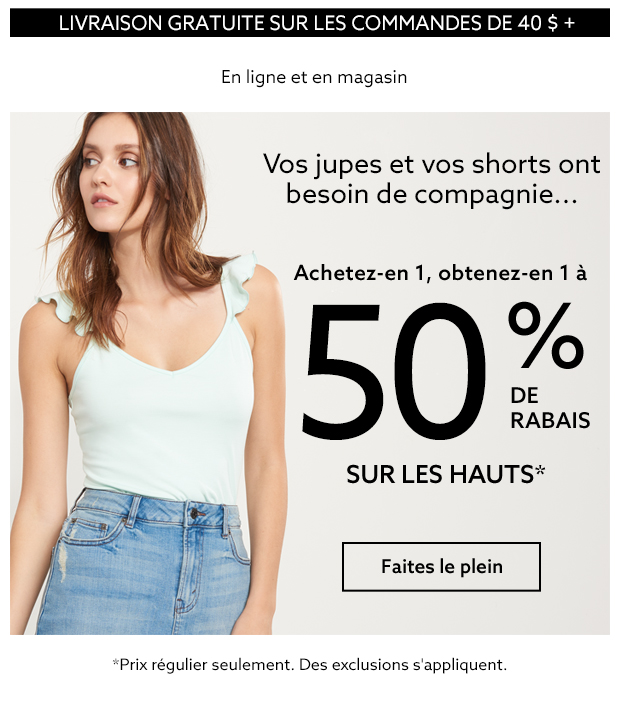 LIVRAISON GRATUITE SUR LES COMMANDES DE 40 $ +
En ligne et en magasin
Vos jupes et vos shorts ont
besoin de compagnie...
Achetez-en 1, obtenez-en 1 à
50 %
DE
RABAIS
SUR LES HAUTS*
Faites le plein
*Prix régulier seulement. Des exclusions s'appliquent.